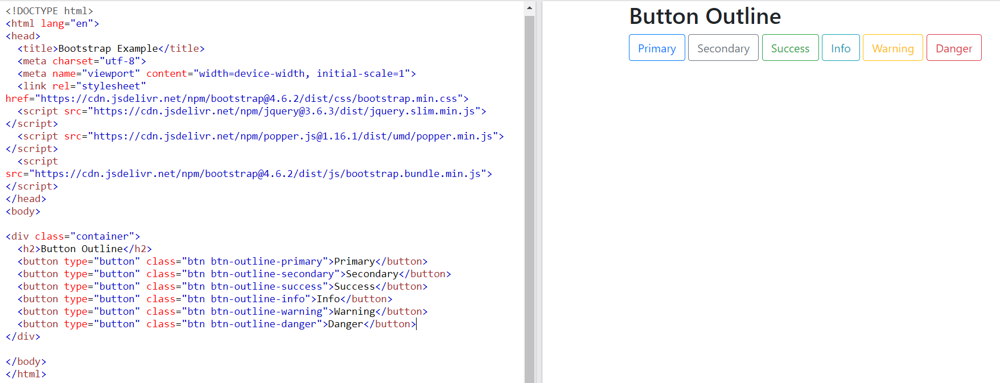 <!DOCTYPE html>
<html lang="en">
<head>
  <title>Bootstrap Example</title>
  <meta charset="utf-8">
  <meta name="viewport" content="width=device-width, initial-scale=1">
  <link rel="stylesheet"
href="https://cdn.jsdelivr.net/npm/bootstrap@4.6.2/dist/css/bootstrap.min.css">
  <script src="https://cdn.jsdelivr.net/npm/jquery@3.6.3/dist/jquery.slim.min.js">
</script>
  <script src="https://cdn.jsdelivr.net/npm/popper.js@1.16.1/dist/umd/popper.min.js">
</script>
  <script
src="https://cdn.jsdelivr.net/npm/bootstrap@4.6.2/dist/js/bootstrap.bundle.min.js">
</script>
</head>
<body>

<div class="container">
  <h2>Button Outline</h2>
  <button type="button" class="btn btn-outline-primary">Primary</button>
  <button type="button" class="btn btn-outline-secondary">Secondary</button>
  <button type="button" class="btn btn-outline-success">Success</button>
  <button type="button" class="btn btn-outline-info">Info</button>
  <button type="button" class="btn btn-outline-warning">Warning</button>
  <button type="button" class="btn btn-outline-danger">Danger</button>
</div>

</body>
</html>
Button Outline
Primary Secondary Success Info Warning Danger